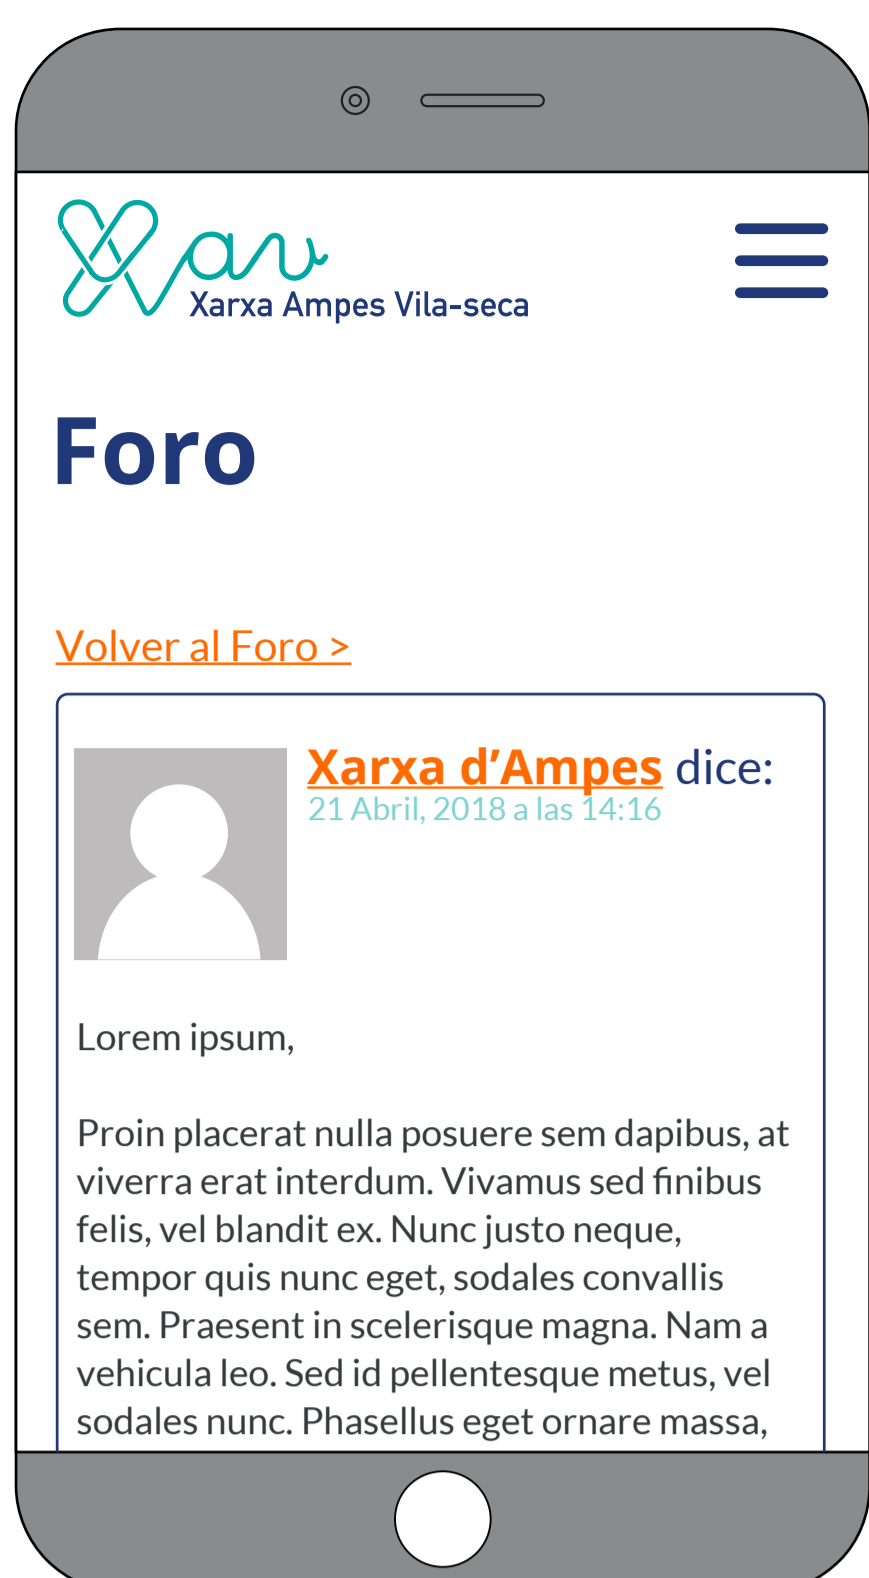 Xav
Xarxa Ampes Vila-seca
Foro
Volver al Foro >
Xarxa d’Ampes dice:
21 Abril, 2018 a las 14:16
Lorem ipsum,
Proin placerat nulla posuere sem dapibus, at
viverra erat interdum. Vivamus sed finibus
felis, vel blandit ex. Nunc justo neque,
tempor quis nunc eget, sodales convallis
sem. Praesent in scelerisque magna. Nam a
vehicula leo. Sed id pellentesque metus, vel
sodales nunc. Phasellus eget ornare massa,